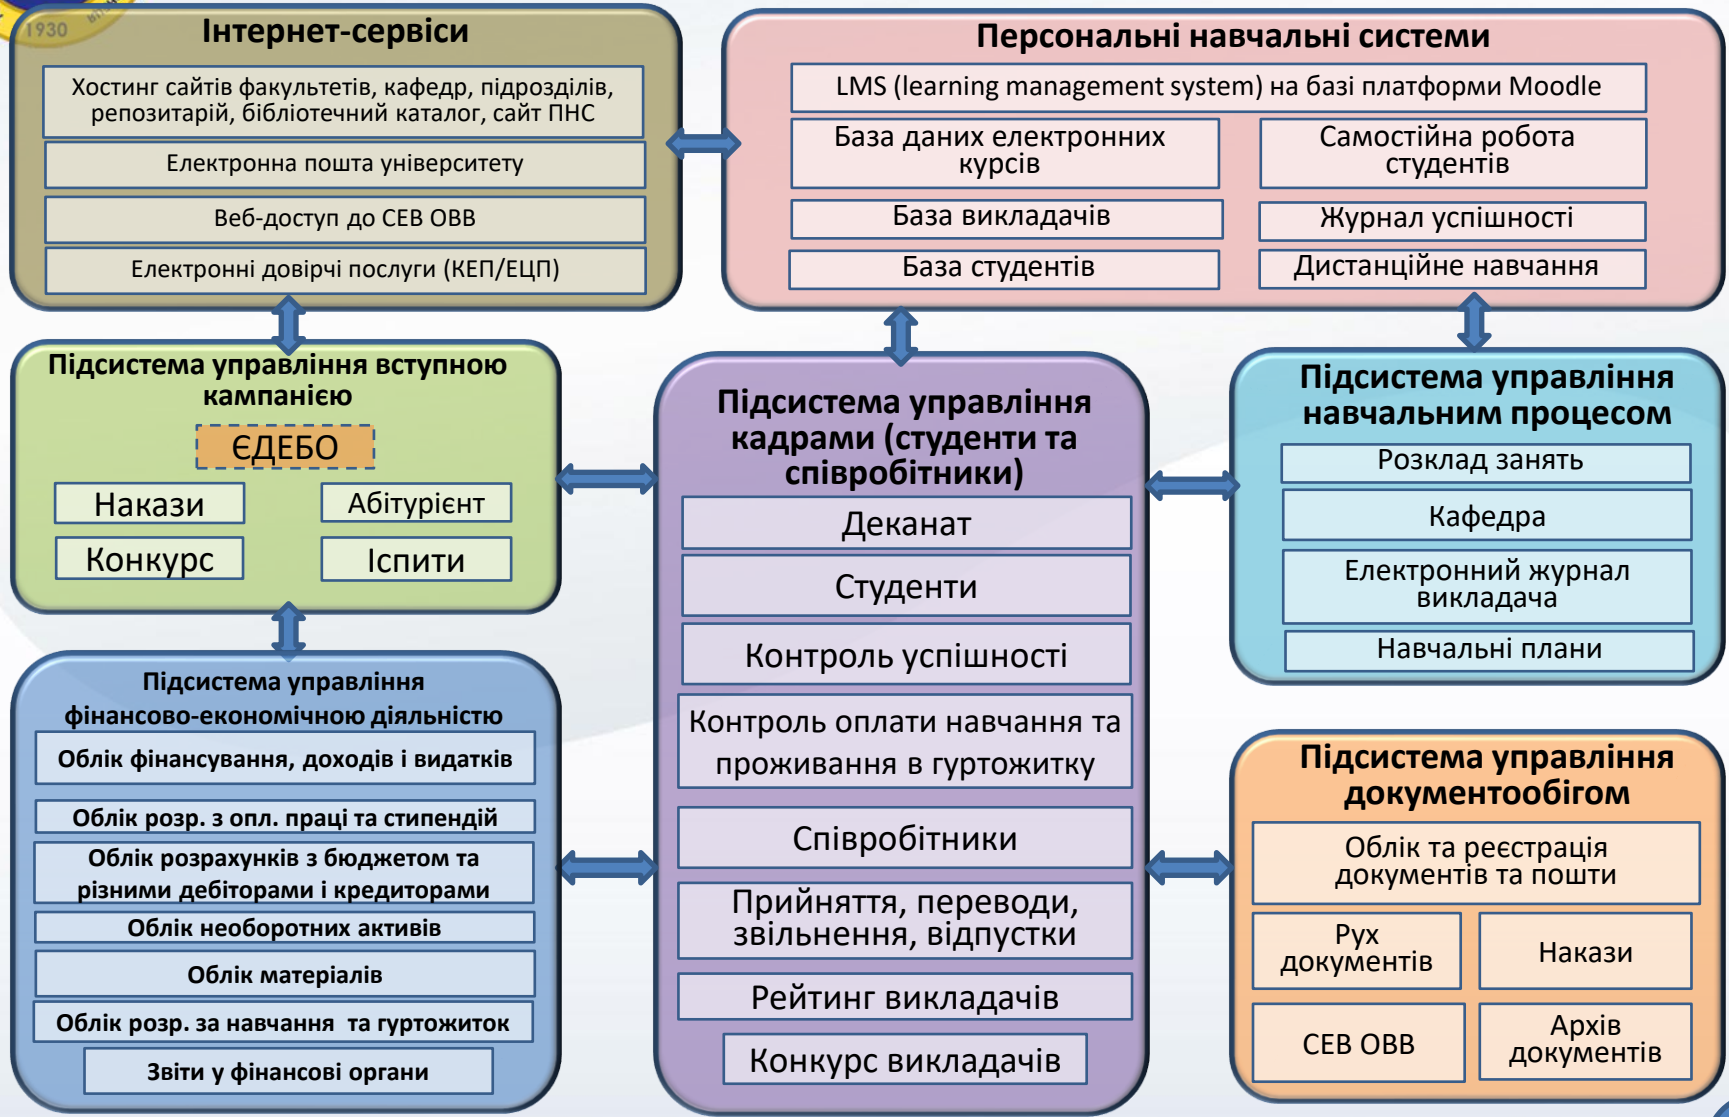 1930
Інтернет-сервіси
Хостинг сайтів факультетів, кафедр, підрозділів,
репозитарій, бібліотечний каталог, сайт ПНС
Електронна пошта університету
Веб-доступ до СЕВ ОВВ
Електронні довірчі послуги (КЕП/ЕЦП)
Персональні навчальні системи
LMS (learning management system) на базі платформи Moodle
База даних електронних
курсів
Самостійна робота
студентів
База викладачів
Журнал успішності
База студентів
Дистанційне навчання
Підсистема управління вступною
кампанією
ЄДЕБО
Накази
Абітурієнт
Конкурс
Іспити
Підсистема управління
кадрами (студенти та
співробітники)
Деканат
Студенти
Контроль успішності
Контроль оплати навчання та
проживання в гуртожитку
Співробітники
Прийняття, переводи,
звільнення, відпустки
Рейтинг викладачів
Конкурс викладачів
Підсистема управління
навчальним процесом
Розклад занять
Кафедра
Електронний журнал
викладача
Навчальні плани
Підсистема управління
фінансово-економічною діяльністю
Облік фінансування, доходів і видатків
Облік розр. з опл. праці та стипендій
Облік розрахунків з бюджетом та
різними дебіторами і кредиторами
Облік необоротних активів
Облік матеріалів
Облік розр. за навчання та гуртожиток
Звіти у фінансові органи
Підсистема управління
документообігом
Облік та реєстрація
документів та пошти
Рух
документів
Накази
СЕВ ОВВ
Архів
документів